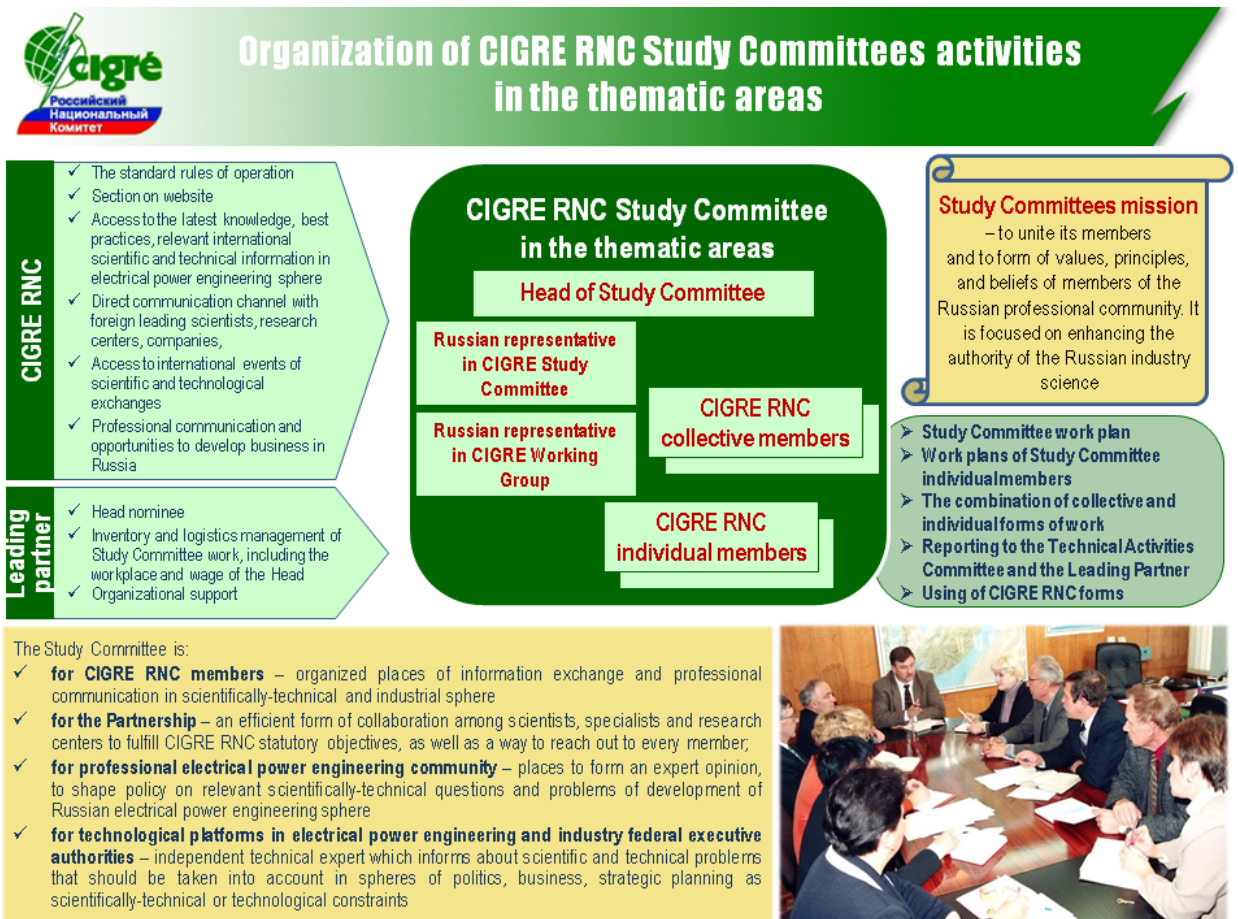 cigré
Российский
Национальный
Комитет
Organization of CIGRE RNC Study Committees activities
in the thematic areas
CIGRE RNC
✓ The standard rules of operation
✓ Section on website
✓ Access to the latest knowledge, best
practices, relevant international
scientific and technical information in
electrical power engineering sphere
✓ Direct communication channel with
foreign leading scientists, research
centers, companies,
✓ Access to international events of
scientific and technological
exchanges
✓ Professional communication and
opportunities to develop business in
Russia
Leading
partner
✓ Head nominee
✓ Inventory and logistics management of
Study Committee work, including the
workplace and wage of the Head
✓ Organizational support
CIGRE RNC Study Committee
in the thematic areas
Head of Study Committee
Russian representative
in CIGRE Study
Committee
Russian representative
in CIGRE Working
Group
CIGRE RNC
collective members
CIGRE RNC
individual members
Study Committees mission
– to unite its members
and to form of values, principles,
and beliefs of members of the
Russian professional community. It
is focused on enhancing the
authority of the Russian industry
science
➢ Study Committee work plan
➢ Work plans of Study Committee
individual members
➢ The combination of collective and
individual forms of work
➢ Reporting to the Technical Activities
Committee and the Leading Partner
➢ Using of CIGRE RNC forms
The Study Committee is:
✓ for CIGRE RNC members – organized places of information exchange and professional
communication in scientifically-technical and industrial sphere
✓ for the Partnership – an efficient form of collaboration among scientists, specialists and research
centers to fulfill CIGRE RNC statutory objectives, as well as a way to reach out to every member;
✓ for professional electrical power engineering community – places to form an expert opinion,
to shape policy on relevant scientifically-technical questions and problems of development of
Russian electrical power engineering sphere
✓ for technological platforms in electrical power engineering and industry federal executive
authorities – independent technical expert which informs about scientific and technical problems
that should be taken into account in spheres of politics, business, strategic planning as
scientifically-technical or technological constraints